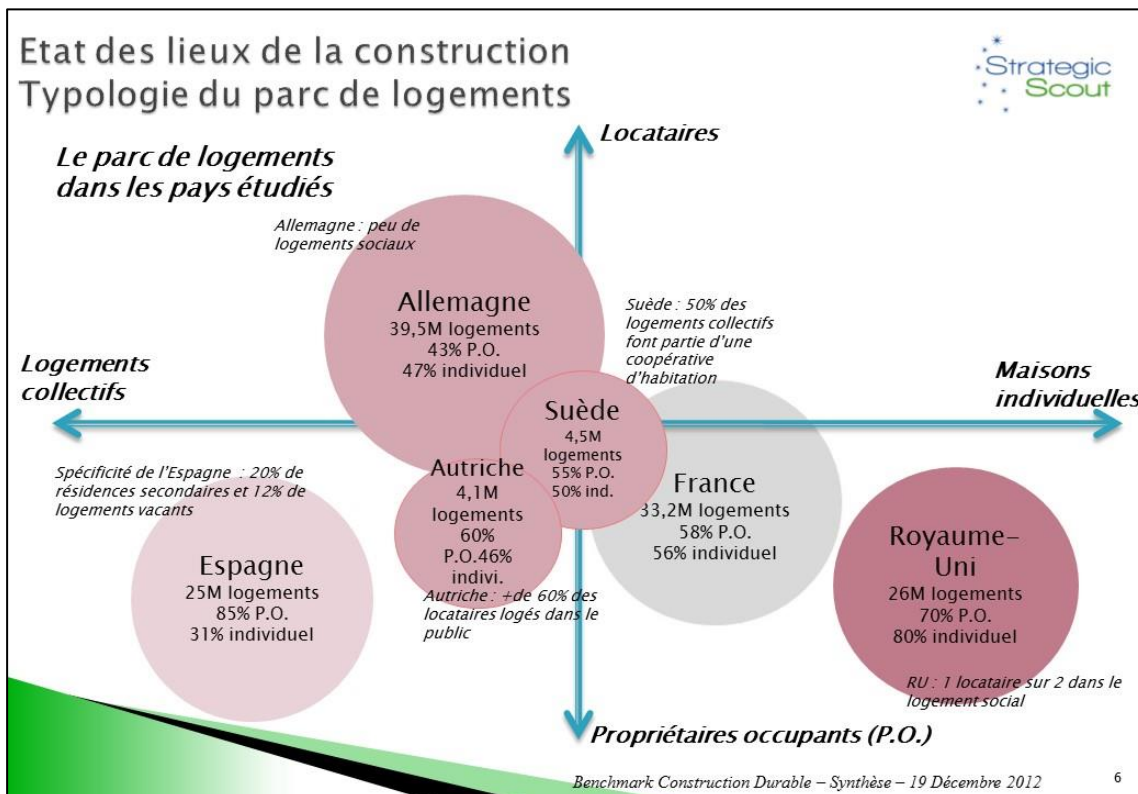 Etat des lieux de la construction
Typologie du parc de logements
Strategic
Scout
Le parc de logements
dans les pays étudiés
Locataires
Allemagne : peu de
logements sociaux
Allemagne
39,5M logements
43% P.O.
47% individuel
Suède : 50% des
logements collectifs
font partie d'une
coopérative
d'habitation
Logements
collectifs
Maisons
individuelles
Suède
4,5M
logements
55% P.O.
50% ind.
Spécificité de l'Espagne : 20% de
résidences secondaires et 12% de
logements vacants
Autriche
4,1M
logements
60%
P.O.46%
indivi.
France
33,2M logements
58% P.O.
56% individuel
Espagne
25M logements
85% P.O.
31% individuel
Royaume-
Uni
26M logements
70% P.O.
80% individuel
Autriche : +de 60% des
locataires logés dans le
public
RU : 1 locataire sur 2 dans le
logement social
Propriétaires occupants (P.O.)
Benchmark Construction Durable – Synthèse – 19 Décembre 2012
6